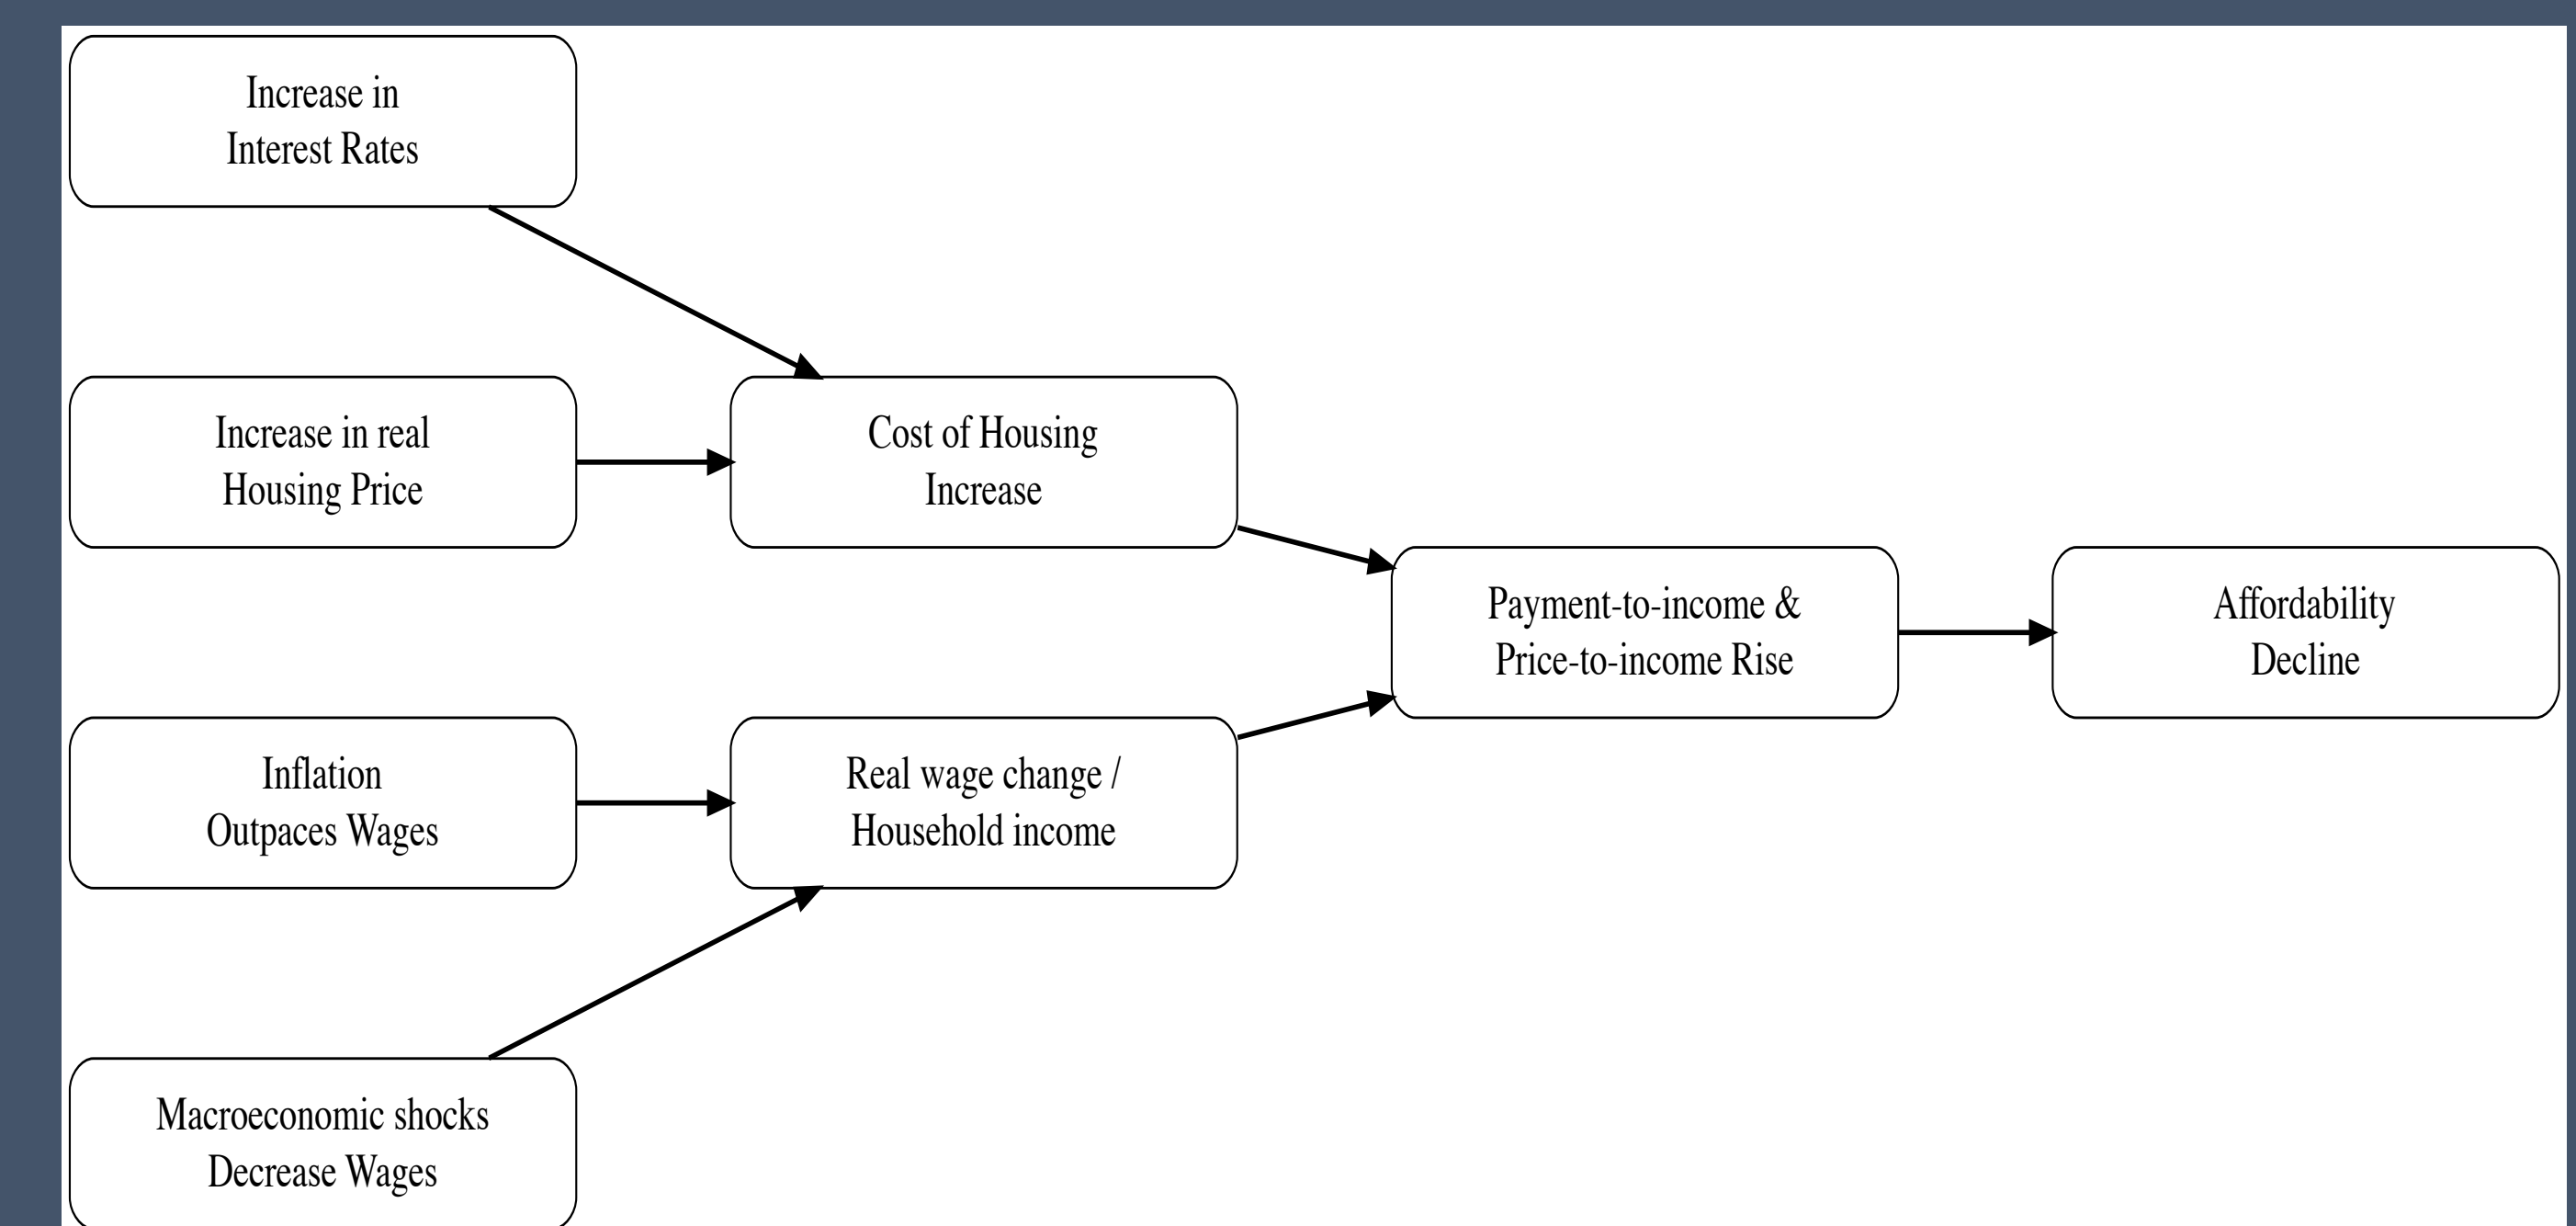 Increase in
Interest Rates
Increase in real
Housing Price
Cost of Housing
Increase
Payment-to-income &
Price-to-income Rise
Affordability
Decline
Inflation
Outpaces Wages
Real wage change /
Household income
Macroeconomic shocks
Decrease Wages